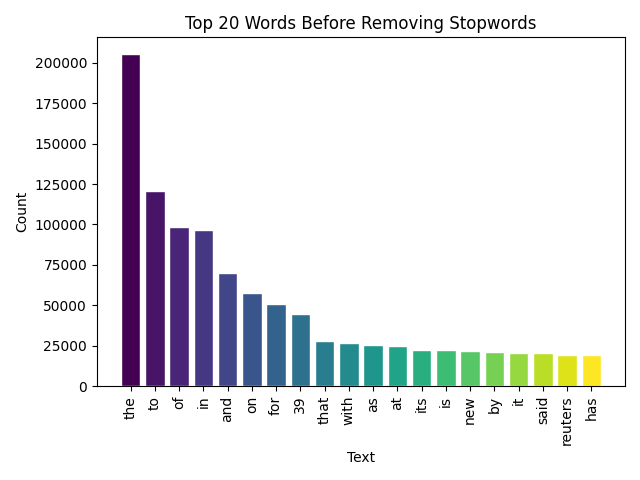 Top 20 Words Before Removing Stopwords
200000
175000
150000
125000
100000
75000
50000
25000
0
Count
the
to
of
in
and
on
for
39
that
with
as
at
its
is
new
by
it
said
reuters
has
Text